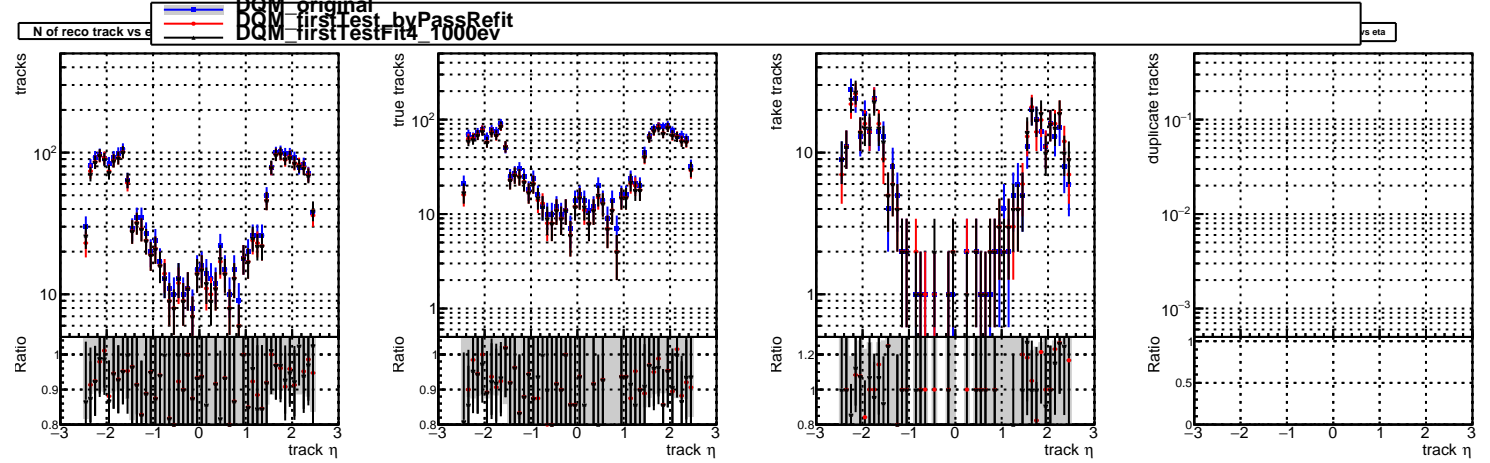 DQM_original
DQM_firstTest_byPassRefit
DQM_firstTestFit4_1000ev
N of reco track vs e
vs eta
tracks
10²
10
Ratio
1
0.9
0.8
−3 −2 −1 0 1 2 3
track η
true tracks
10²
10
1
Ratio
1
0.9
0.8
−3 −2 −1 0 1 2 3
track η
fake tracks
10
1
Ratio
1.2
1
0.8
−3 −2 −1 0 1 2 3
track η
duplicate tracks
10⁻¹
10⁻²
10⁻³
Ratio
1
0.5
0
−3 −2 −1 0 1 2 3
track η